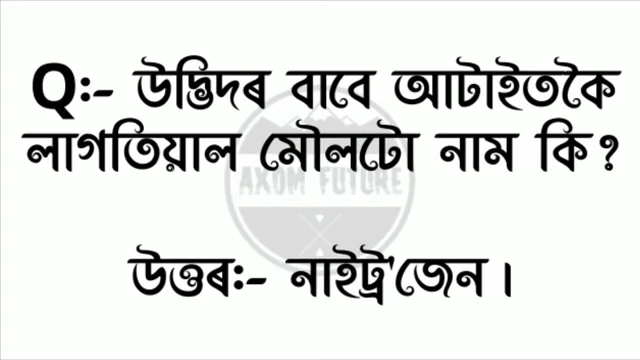 Q:- উদ্ভিদৰ বাবে আটাইতকৈ
লাগতিয়াল মৌলটো নাম কি?
AXOM FUTURE
উত্তৰ:- নাইট্ৰ'জেন।